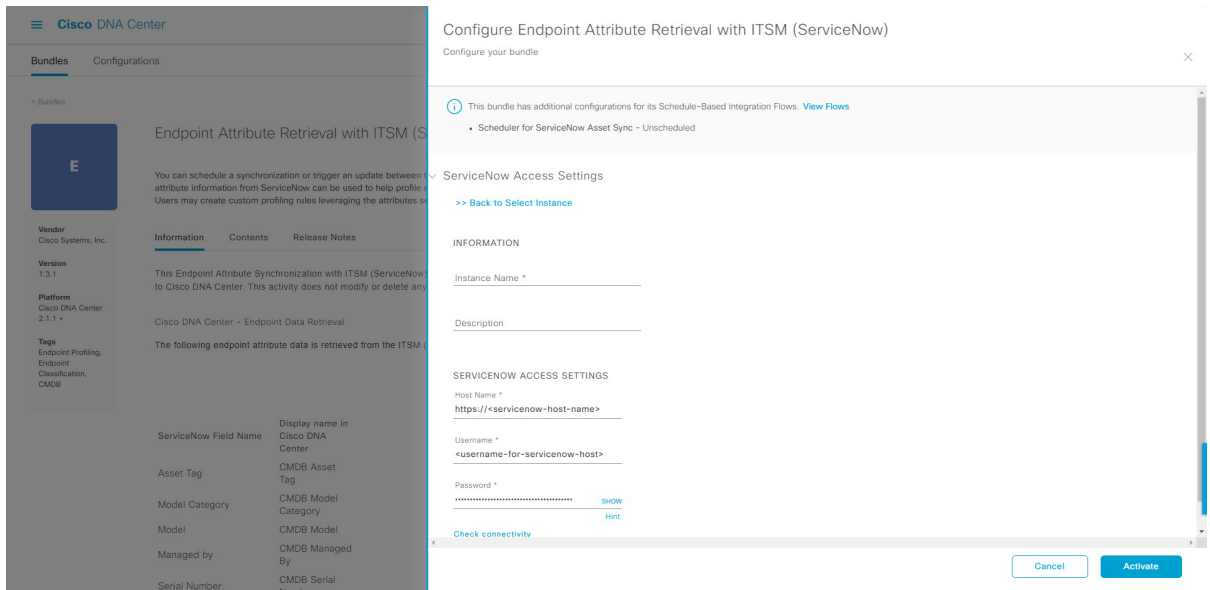 Cisco DNA Center
Bundles Configurations
< Bundles
E
Vendor
Cisco Systems, Inc.
Version
1.3.1
Platform
Cisco DNA Center
2.1.1 +
Tags
Endpoint Profiling,
Endpoint
Classification,
CMDB
Endpoint Attribute Retrieval with ITSM (S
You can schedule a synchronization or trigger an update between t
attribute information from ServiceNow can be used to help profile
Users may create custom profiling rules leveraging the attributes
Information Contents Release Notes
This Endpoint Attribute Synchronization with ITSM (ServiceNow)
to Cisco DNA Center. This activity does not modify or delete any
Cisco DNA Center - Endpoint Data Retrieval
The following endpoint attribute data is retrieved from the ITSM (
ServiceNow Field Name Display name in
Cisco DNA
Center
Asset Tag CMDB Asset
Tag
Model Category CMDB Model
Category
Model CMDB Model
Managed by CMDB Managed
By
Serial Number CMDB Serial
Configure Endpoint Attribute Retrieval with ITSM (ServiceNow)
Configure your bundle
This bundle has additional configurations for its Schedule-Based Integration Flows. View Flows
• Scheduler for ServiceNow Asset Sync - Unscheduled
ServiceNow Access Settings
>> Back to Select Instance
INFORMATION
Instance Name *
Description
SERVICENOW ACCESS SETTINGS
Host Name *
https://<servicenow-host-name>
Username *
<username-for-servicenow-host>
Password *
SHOW
Hint
Check connectivity
Cancel Activate